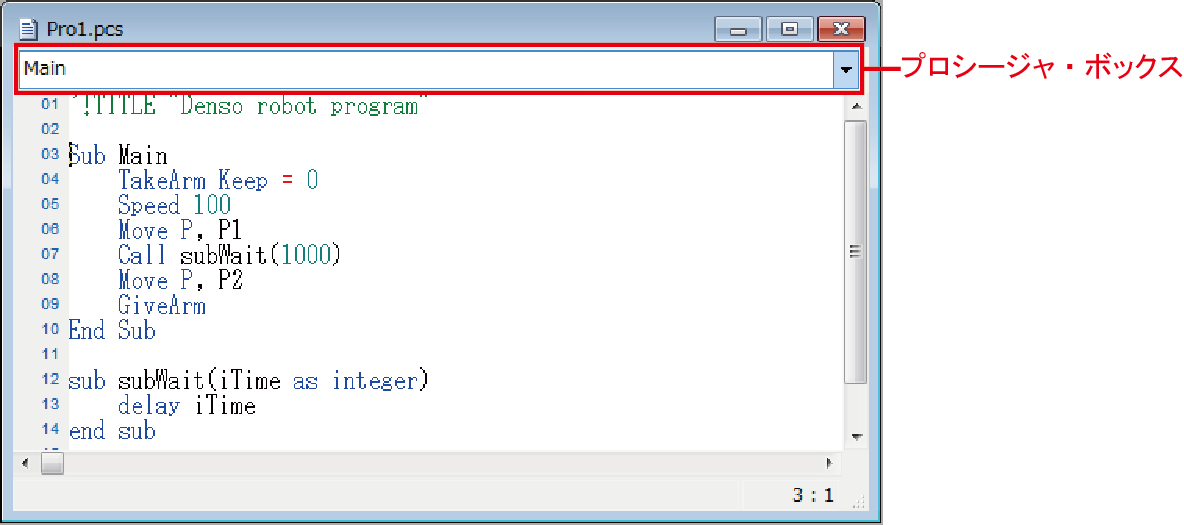 Pro1.pcs
Main
プロシージャ・ボックス
01 '!TITLE "Denso robot program"
02
03 Sub Main
04 TakeArm Keep = 0
05 Speed 100
06 Move P, P1
07 Call subWait(1000)
08 Move P, P2
09 GiveArm
10 End Sub
11
12 sub subWait(iTime as integer)
13 delay iTime
14 end sub
3 : 1